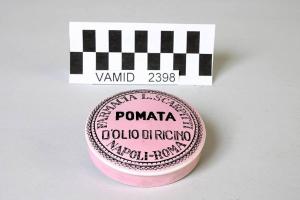 VAMID 2398
FARMACIA L. SCARPITTI
POMATA
D'OLIO DI RICINO
NAPOLI-ROMA